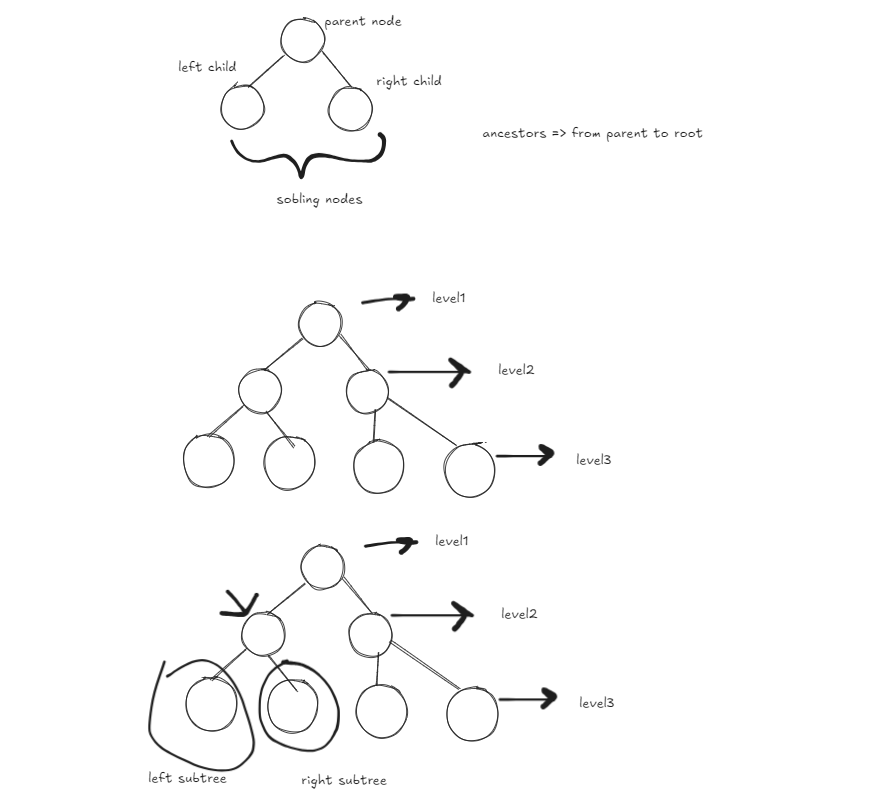 parent node
left child
right child
ancestors => from parent to root
sobling nodes
level1
level2
level3
level1
level2
level3
left subtree
right subtree